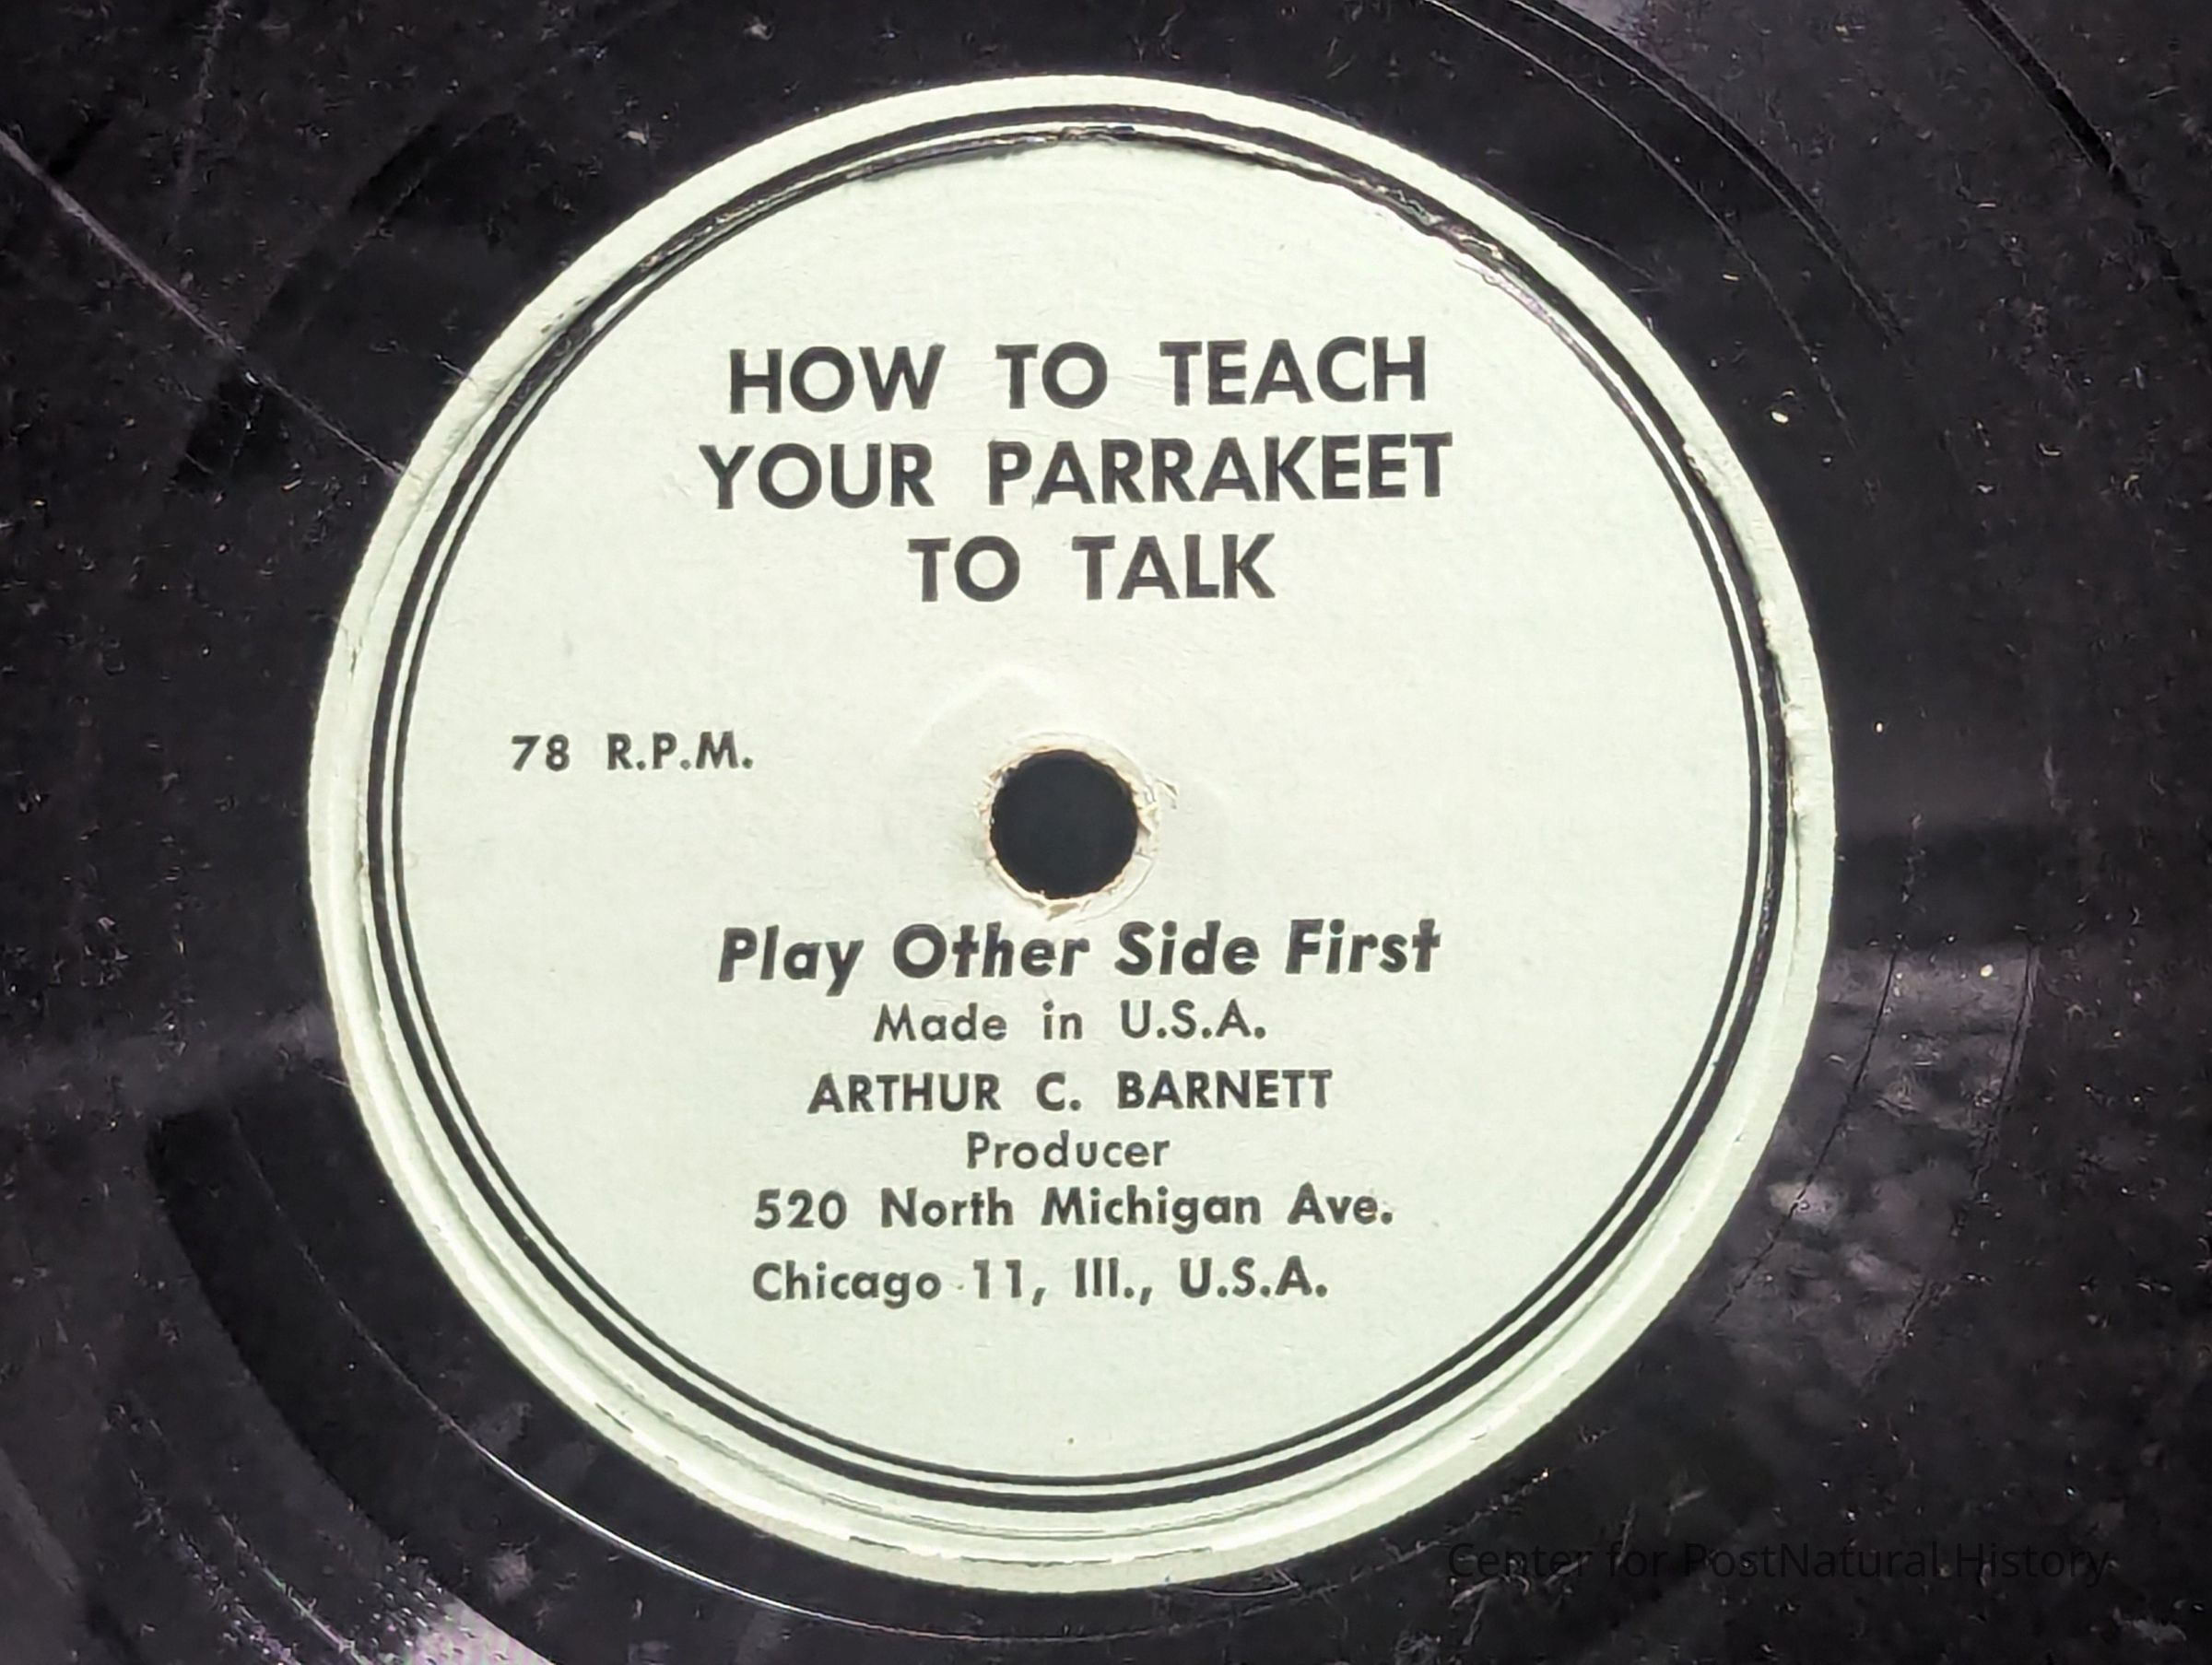 HOW TO TEACH
YOUR PARRAKEET
TO TALK
78 R.P.M.
Play Other Side First
Made in U.S.A.
ARTHUR C. BARNETT
Producer
520 North Michigan Ave.
Chicago 11, Ill., U.S.A.
Center for PostNatural History